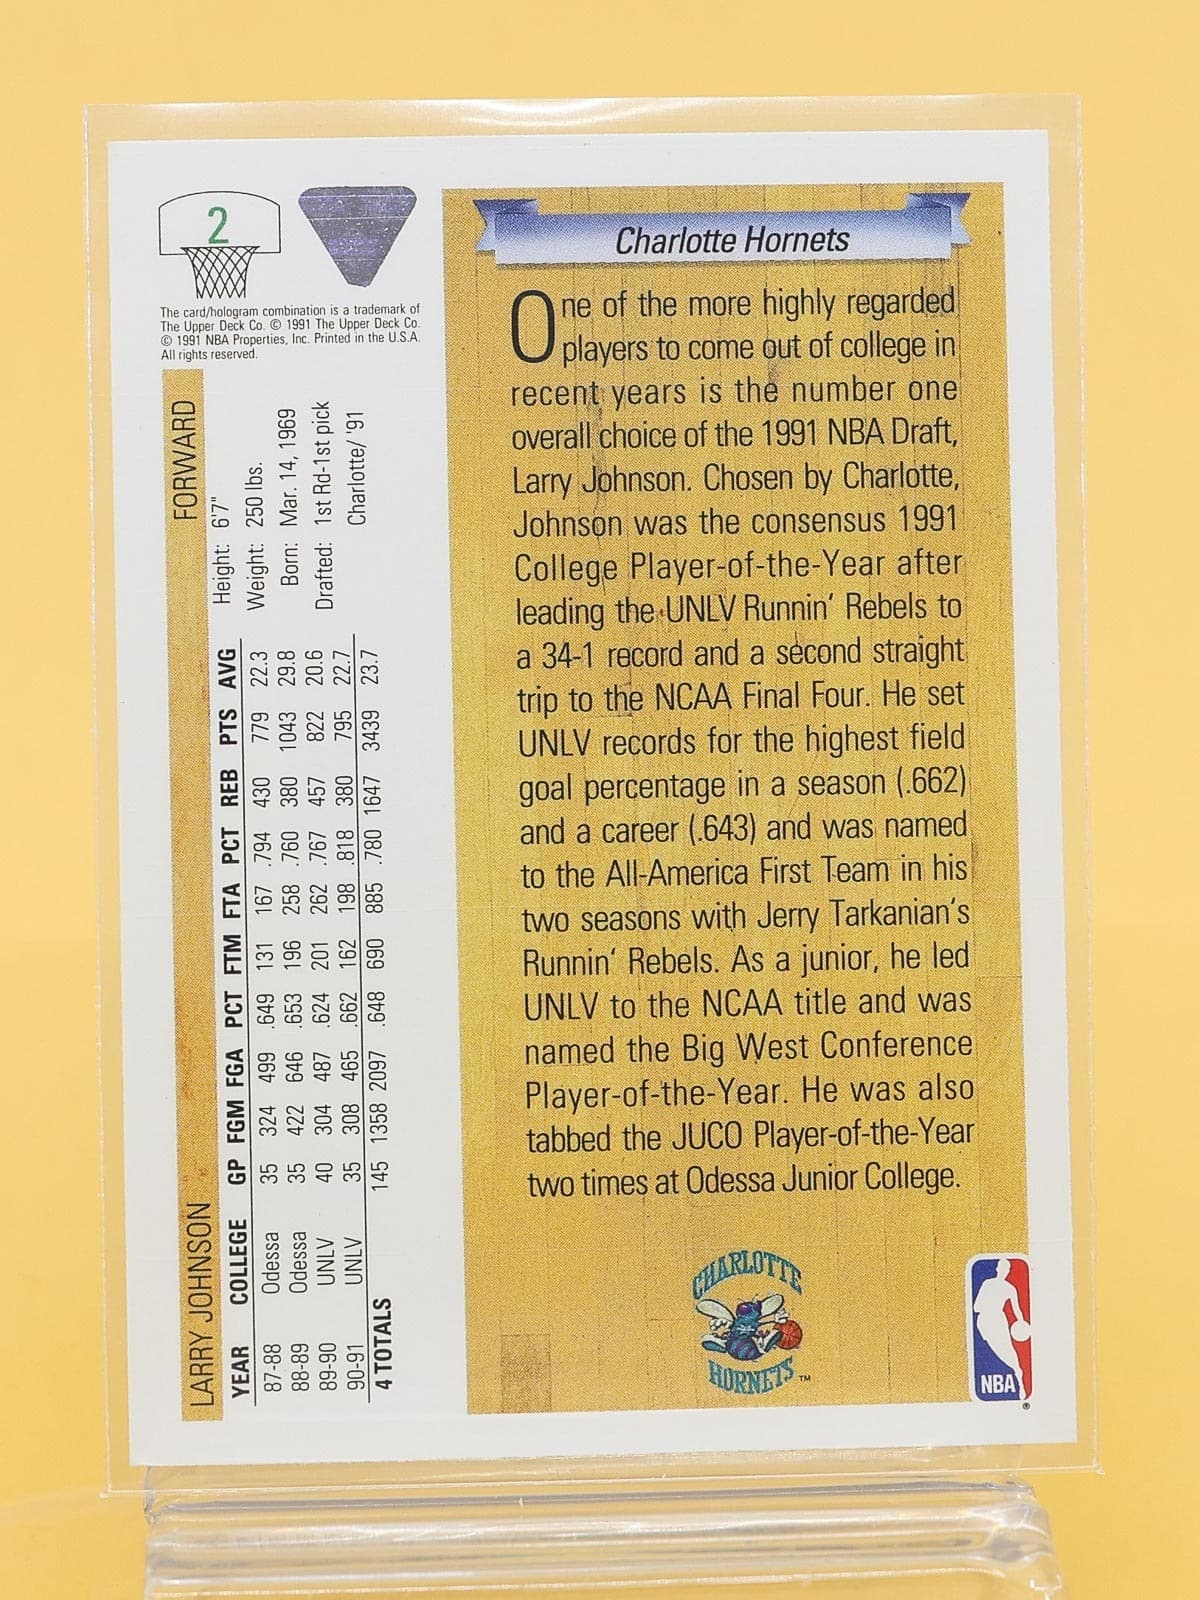 2
The card/hologram combination is a trademark of
The Upper Deck Co. © 1991 The Upper Deck Co.
© 1991 NBA Properties, Inc. Printed in the U.S.A.
All rights reserved.
LARRY JOHNSON FORWARD
Height: 6'7"
Weight: 250 lbs.
Born: Mar. 14, 1969
Drafted: 1st Rd-1st pick
Charlotte/ '91
YEAR COLLEGE GP FGM FGA PCT FTM FTA PCT REB PTS AVG
87-88 Odessa 35 324 499 .649 131 167 .794 430 779 22.3
88-89 Odessa 35 422 646 .653 196 258 .760 380 1043 29.8
89-90 UNLV 40 304 487 .624 201 262 .767 457 822 20.6
90-91 UNLV 35 308 465 .662 162 198 .818 380 795 22.7
4 TOTALS 145 1358 2097 .648 690 885 .780 1647 3439 23.7
Charlotte Hornets
One of the more highly regarded
players to come out of college in
recent years is the number one
overall choice of the 1991 NBA Draft,
Larry Johnson. Chosen by Charlotte,
Johnson was the consensus 1991
College Player-of-the-Year after
leading the UNLV Runnin' Rebels to
a 34-1 record and a second straight
trip to the NCAA Final Four. He set
UNLV records for the highest field
goal percentage in a season (.662)
and a career (.643) and was named
to the All-America First Team in his
two seasons with Jerry Tarkanian's
Runnin' Rebels. As a junior, he led
UNLV to the NCAA title and was
named the Big West Conference
Player-of-the-Year. He was also
tabbed the JUCO Player-of-the-Year
two times at Odessa Junior College.
CHARLOTTE
HORNETS™
NBA®